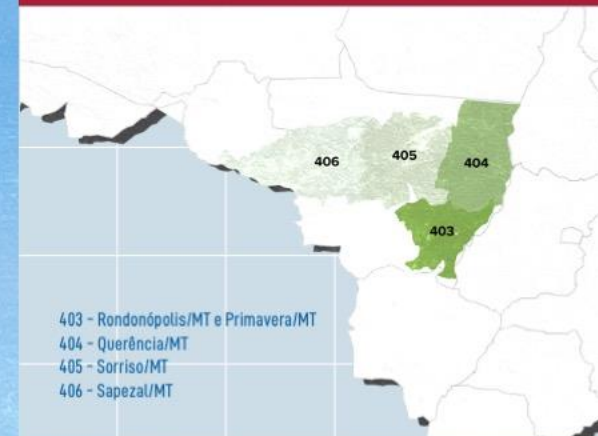 406
405
404
403
403 - Rondonópolis/MT e Primavera/MT
404 - Querência/MT
405 - Sorriso/MT
406 - Sapezal/MT